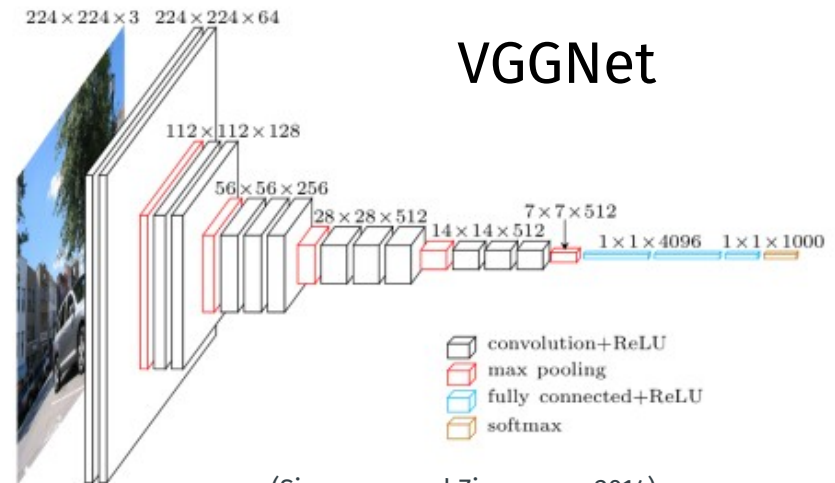 224×224×3 224×224×64
VGGNet
112×112×128
56×56×256
28×28×512
14×14×512
7×7×512
1×1×4096 1×1×1000
convolution+ReLU
max pooling
fully connected+ReLU
softmax